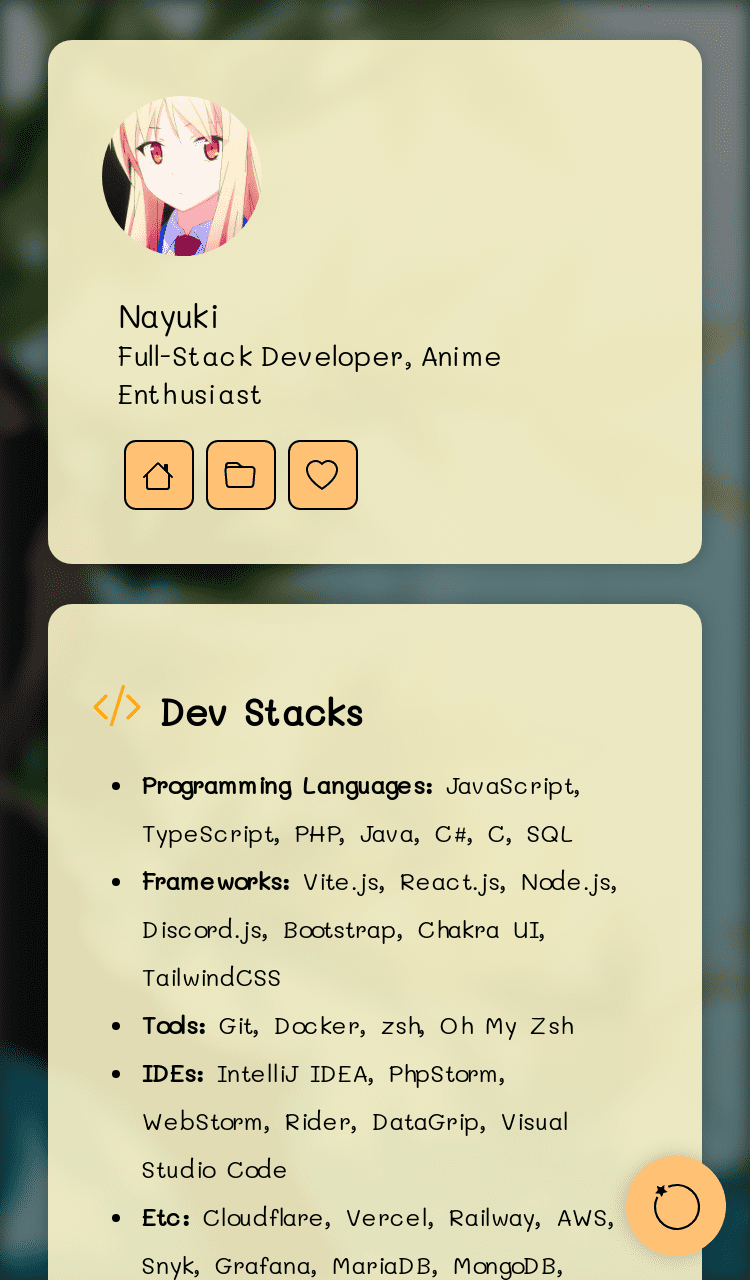 Nayuki
Full-Stack Developer, Anime
Enthusiast
Dev Stacks
Programming Languages: JavaScript,
TypeScript, PHP, Java, C#, C, SQL
Frameworks: Vite.js, React.js, Node.js,
Discord.js, Bootstrap, Chakra UI,
TailwindCSS
Tools: Git, Docker, zsh, Oh My Zsh
IDEs: IntelliJ IDEA, PhpStorm,
WebStorm, Rider, DataGrip, Visual
Studio Code
Etc: Cloudflare, Vercel, Railway, AWS,
Snyk, Grafana, MariaDB, MongoDB,